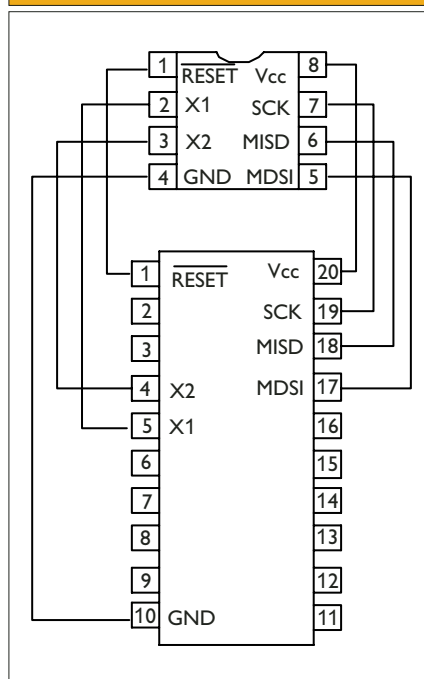 1 RESET Vcc 8
2 X1 SCK 7
3 X2 MISD 6
4 GND MDSI 5
1 RESET Vcc 20
2 SCK 19
3 MISD 18
4 X2 MDSI 17
5 X1 16
6 15
7 14
8 13
9 12
10 GND 11